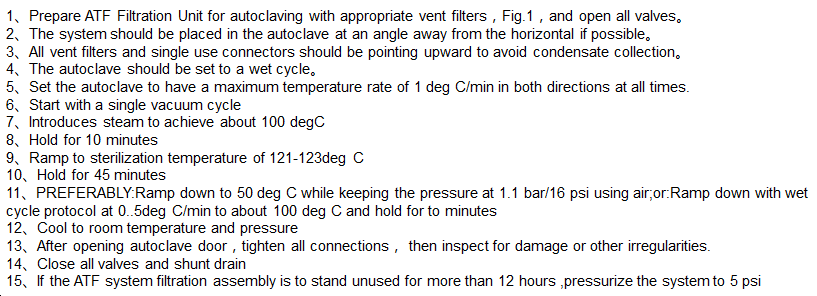 1、Prepare ATF Filtration Unit for autoclaving with appropriate vent filters，Fig.1，and open all valves。
2、The system should be placed in the autoclave at an angle away from the horizontal if possible。
3、All vent filters and single use connectors should be pointing upward to avoid condensate collection。
4、The autoclave should be set to a wet cycle。
5、Set the autoclave to have a maximum temperature rate of 1 deg C/min in both directions at all times.
6、Start with a single vacuum cycle
7、Introduces steam to achieve about 100 degC
8、Hold for 10 minutes
9、Ramp to sterilization temperature of 121-123deg C
10、Hold for 45 minutes
11、PREFERABLY:Ramp down to 50 deg C while keeping the pressure at 1.1 bar/16 psi using air;or:Ramp down with wet
cycle protocol at 0..5deg C/min to about 100 deg C and hold for to minutes
12、Cool to room temperature and pressure
13、After opening autoclave door，tighten all connections， then inspect for damage or other irregularities.
14、Close all valves and shunt drain
15、If the ATF system filtration assembly is to stand unused for more than 12 hours ,pressurize the system to 5 psi